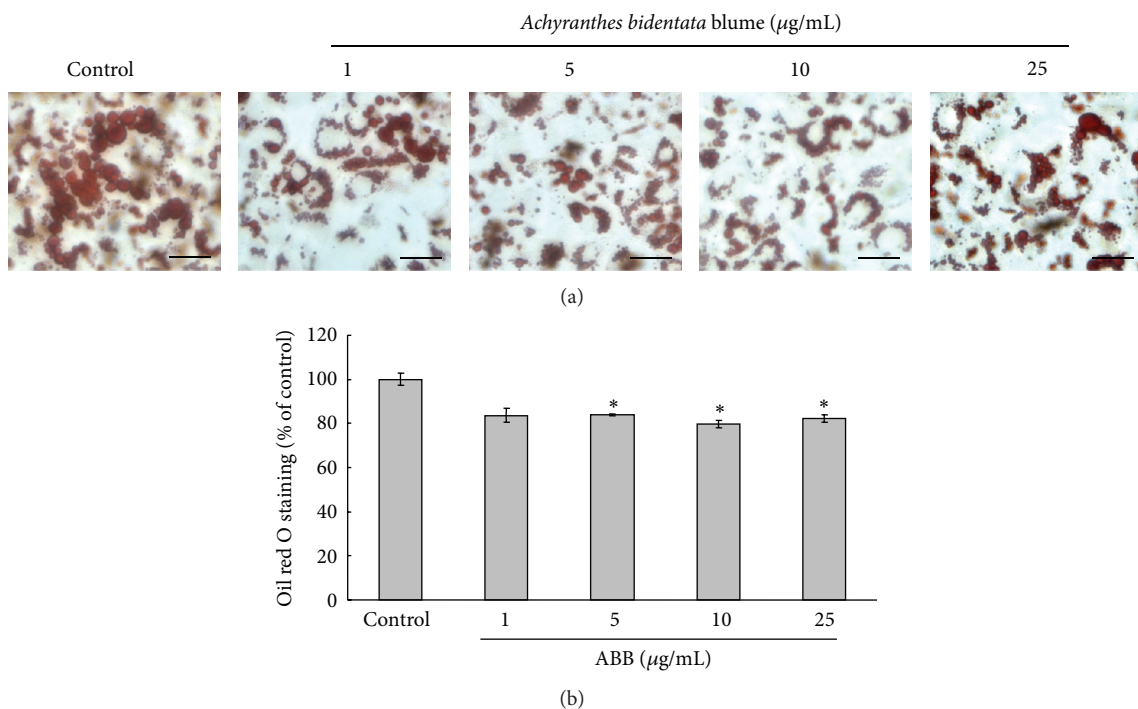 Achyranthes bidentata blume (μg/mL)
Control 1 5 10 25
(a)
Oil red O staining (% of control)
120
100
80
60
40
20
0
* * *
Control 1 5 10 25
ABB (μg/mL)
(b)